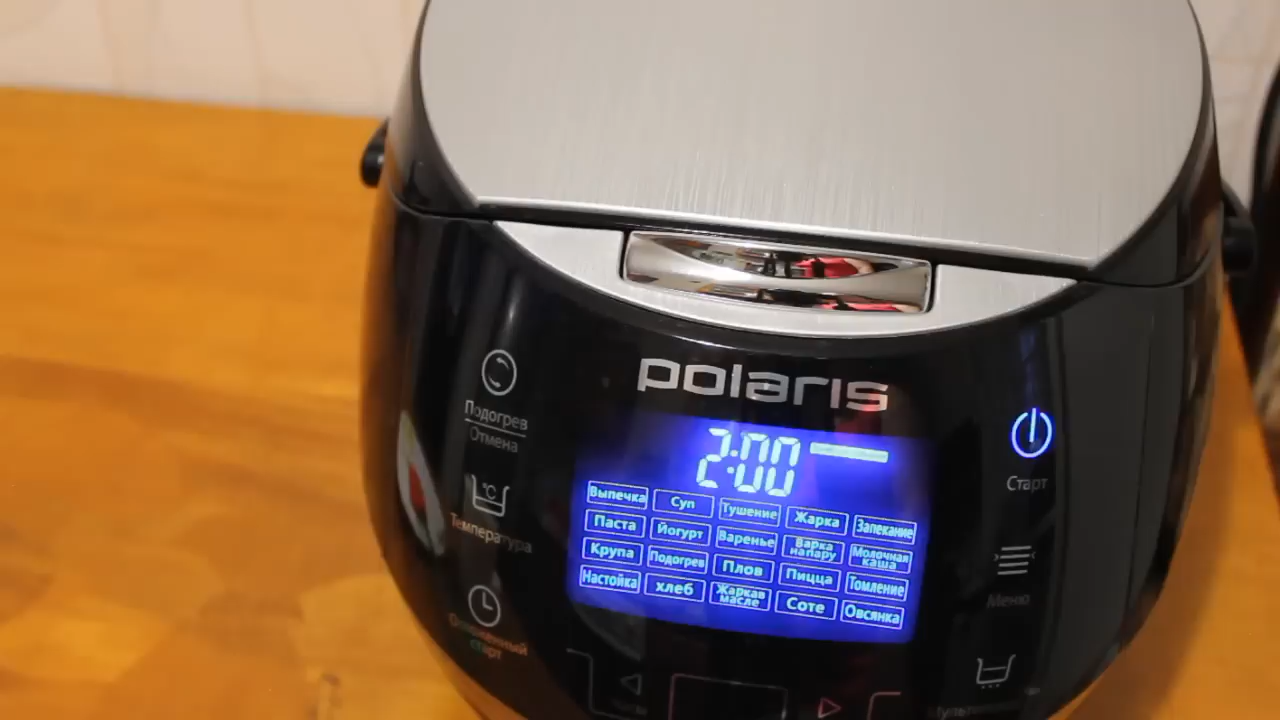 polaris
Подогрев
Отмена
°C
Температура
Отложенный
старт
2:00
Выпечка Суп Тушение Жарка Запекание
Паста Йогурт Варенье Варка на пару Молочная каша
Крупа Подогрев Плов Пицца Томление
Настойка хлеб Жарка в масле Соте Овсянка
Старт
Меню